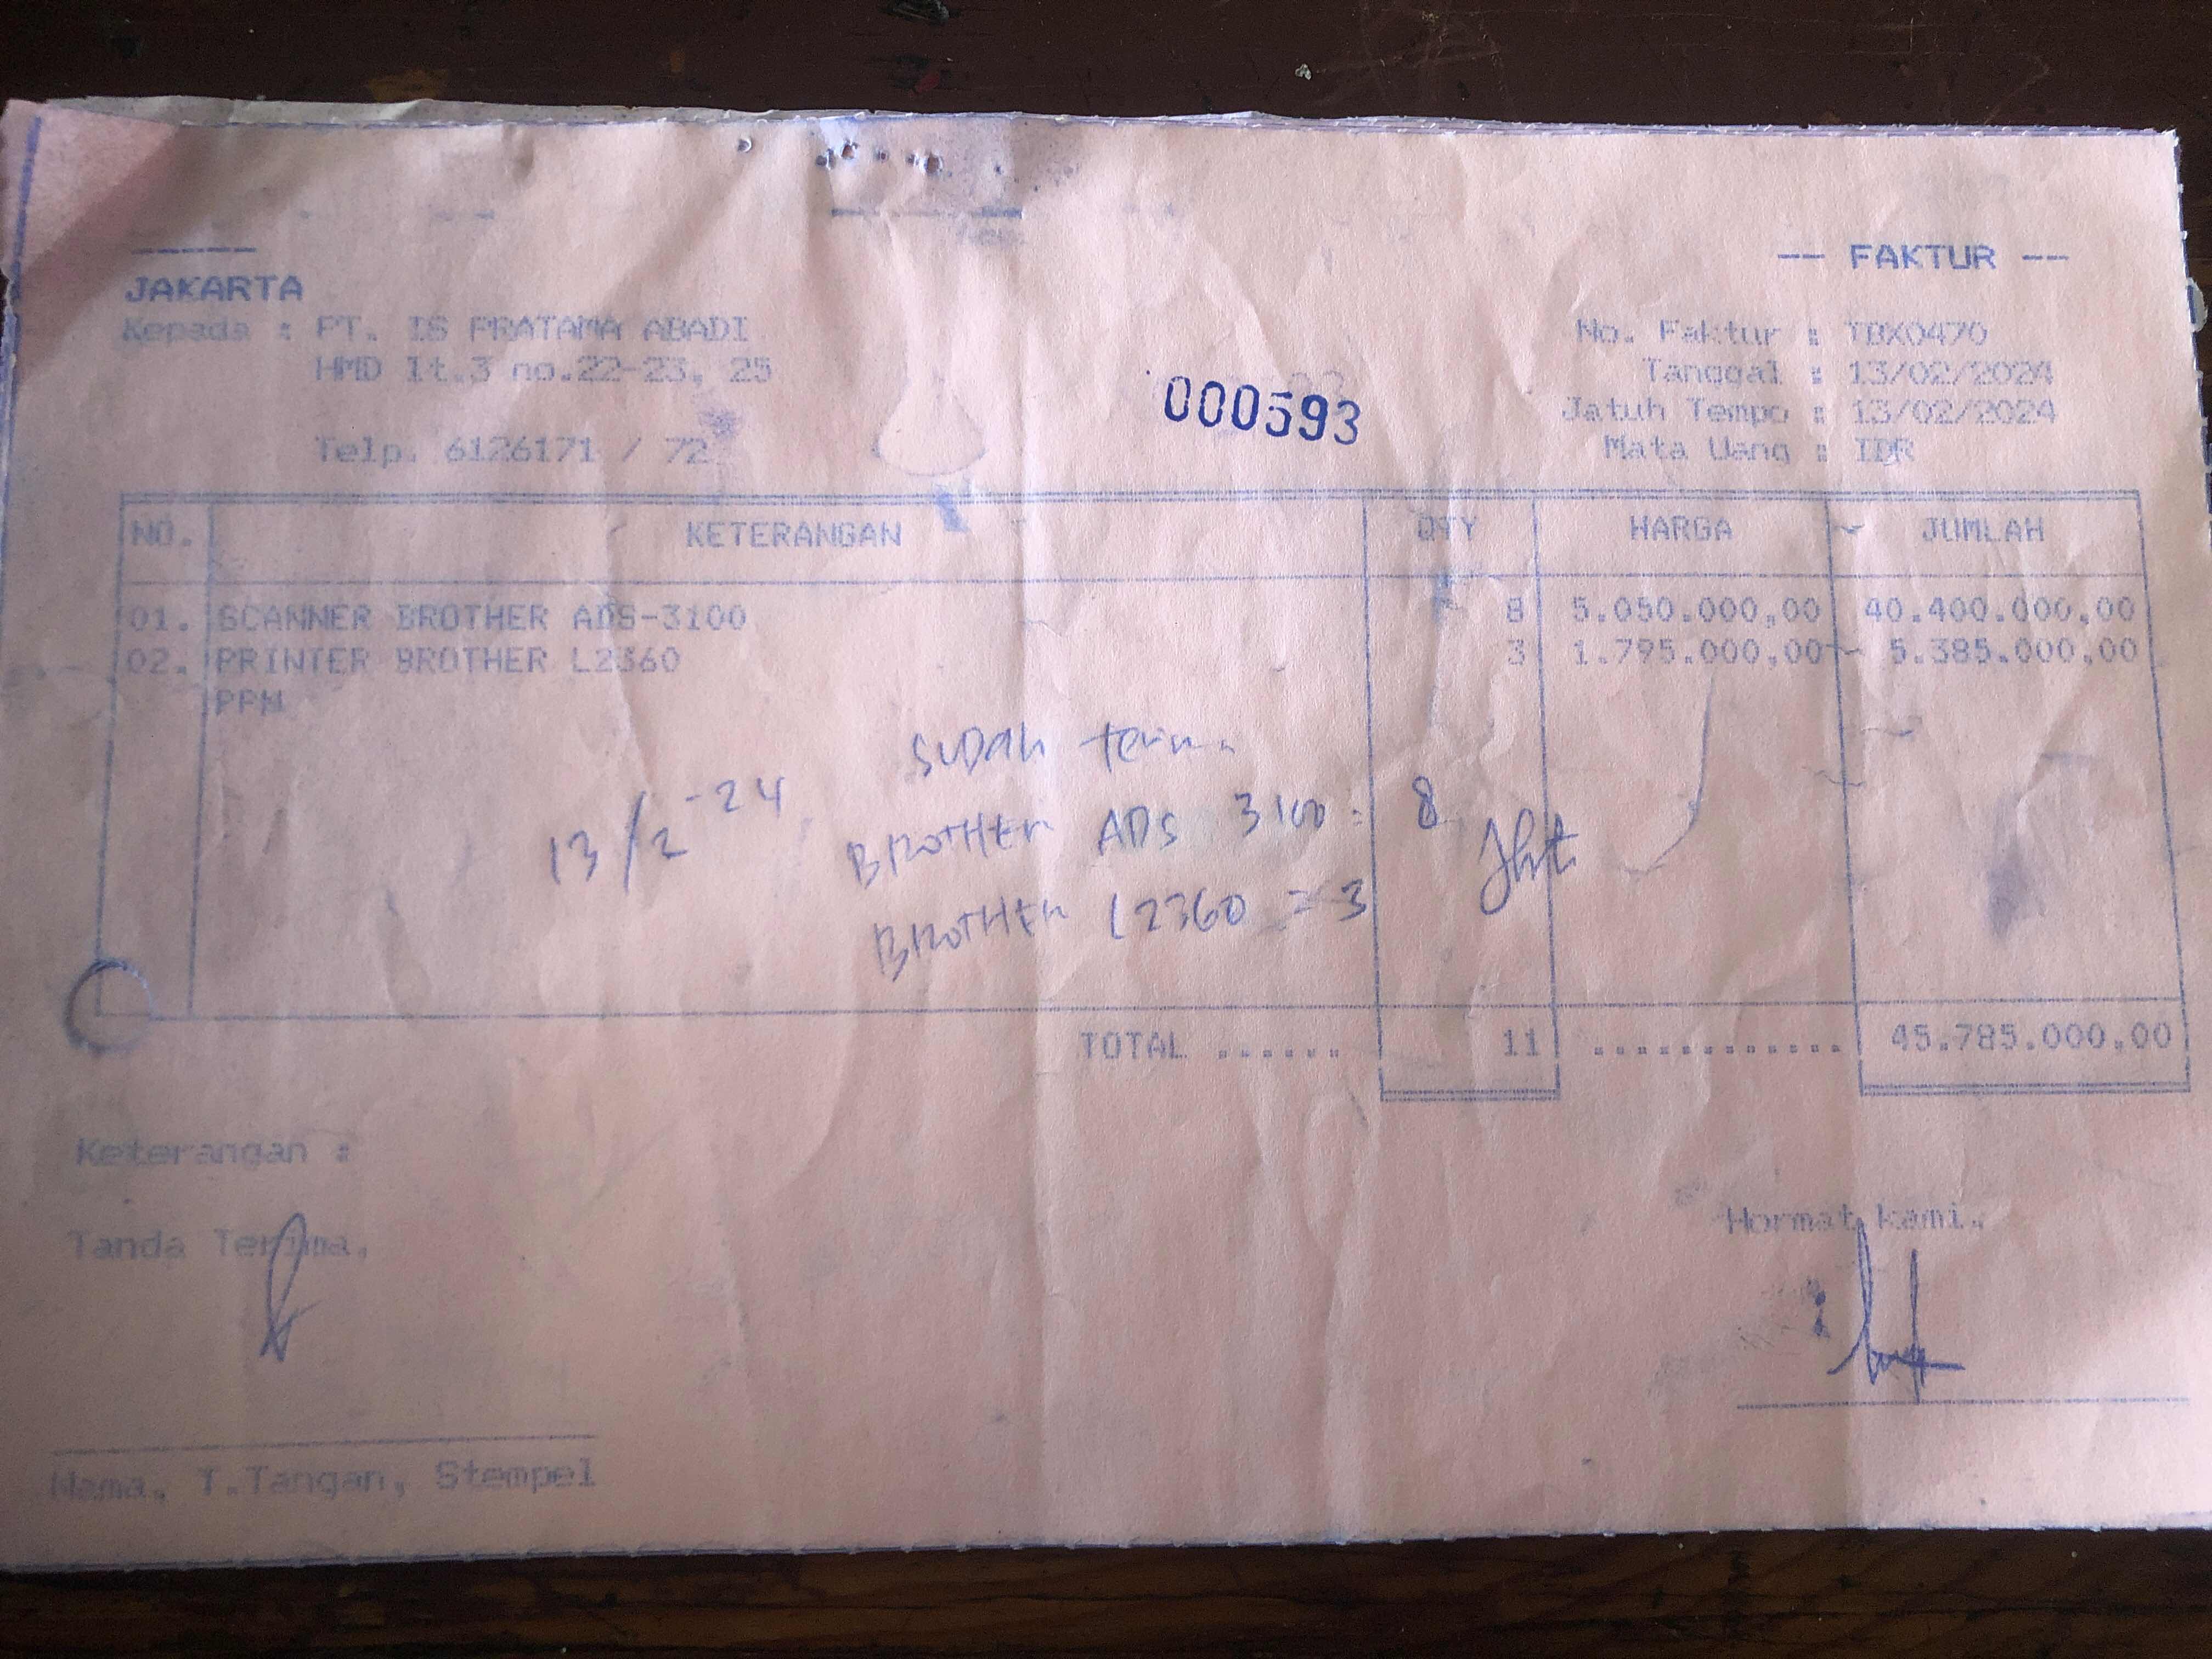 -- FAKTUR --
JAKARTA
Kepada : PT. IS PRATAMA ABADI
HMD lt.3 no.22-23, 25
Telp. 6126171 / 72
000593
No. Faktur : TBX0470
Tanggal : 13/02/2024
Jatuh Tempo : 13/02/2024
Mata Uang : IDR
NO. KETERANGAN QTY HARGA JUMLAH
01. SCANNER BROTHER ADS-3100 8 5.050.000,00 40.400.000,00
02. PRINTER BROTHER L2360 3 1.795.000,00 5.385.000,00
PPN
SUDAH
13/2-24 BROTHER ADS 3100 = 8
BROTHER L2360 = 3
TOTAL ...... 11 ............ 45.785.000,00
Keterangan :
Tanda Terima, Hormat kami,
Nama, T.Tangan, Stempel